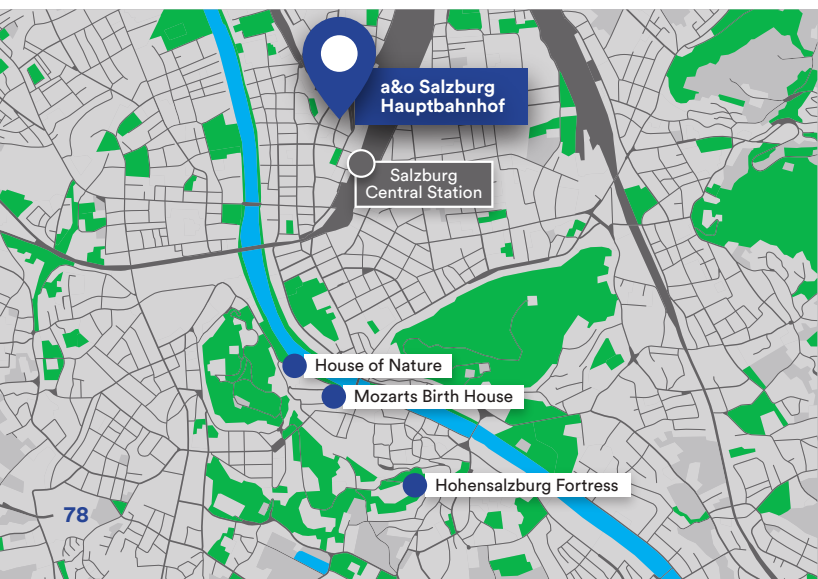 a&o Salzburg
Hauptbahnhof
Salzburg
Central Station
House of Nature
Mozarts Birth House
Hohensalzburg Fortress
78